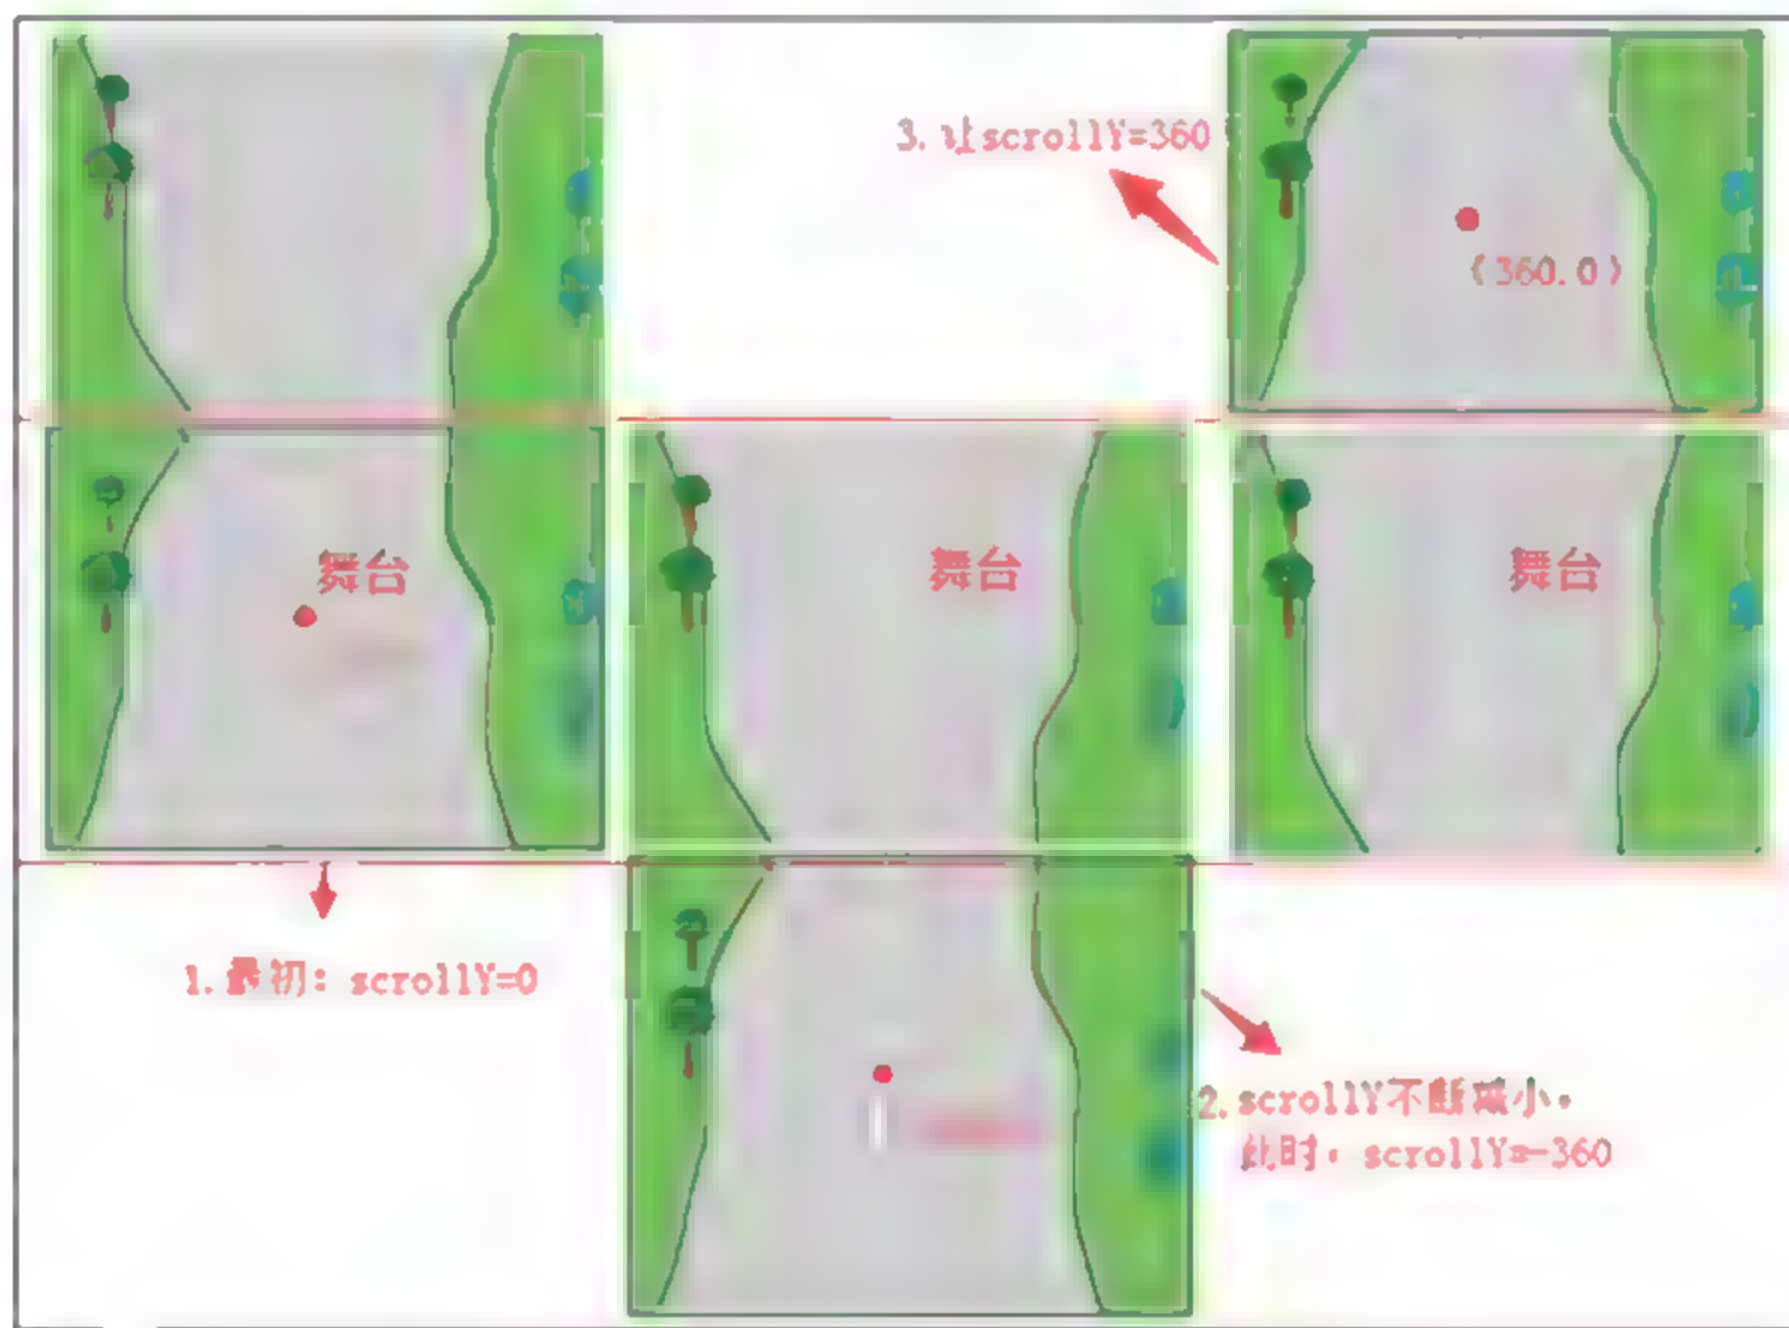 3. 让scrollY=360
(360.0)
舞台
舞台
舞台
1. 最初: scrollY=0
2. scrollY不断减小,
此时, scrollY=-360